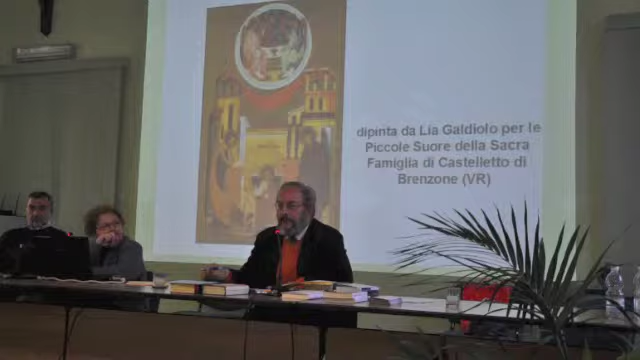 dipinta da Lia Galdiolo per le
Piccole Suore della Sacra
Famiglia di Castelletto di
Brenzone (VR)